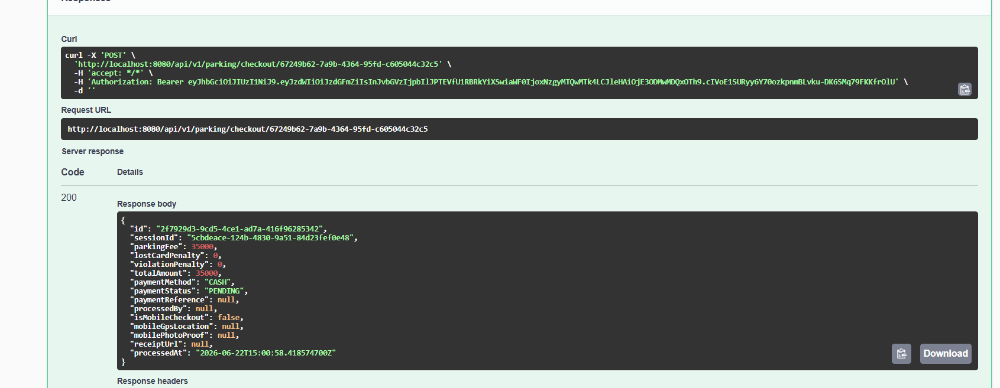 Responses
Curl
curl -X 'POST' \
  'http://localhost:8080/api/v1/parking/checkout/67249b62-7a9b-4364-95fd-c605044c32c5' \
  -H 'accept: */*' \
  -H 'Authorization: Bearer eyJhbGciOiJIUzI1NiJ9.eyJzdWIiOiJzdGFmZiIsInJvbGVzIjpbIlJPTEVfU1RBRkYiXSwiaWF0IjoxNzgyMTQwMTk4LCJleHAiOjE3ODMwMDQxOTh9.cIVoE1SURyy6Y70ozkpnmBLvku-DK6SMq79FKKfrOlU' \
  -d ''
Request URL
http://localhost:8080/api/v1/parking/checkout/67249b62-7a9b-4364-95fd-c605044c32c5
Server response
Code Details
200
Response body
{
  "id": "2f7929d3-9cd5-4ce1-ad7a-416f96285342",
  "sessionId": "5cbdeace-124b-4830-9a51-84d23fef0e48",
  "parkingFee": 35000,
  "lostCardPenalty": 0,
  "violationPenalty": 0,
  "totalAmount": 35000,
  "paymentMethod": "CASH",
  "paymentStatus": "PENDING",
  "paymentReference": null,
  "processedBy": null,
  "isMobileCheckout": false,
  "mobileGpsLocation": null,
  "mobilePhotoProof": null,
  "receiptUrl": null,
  "processedAt": "2026-06-22T15:00:58.418574700Z"
}
Download
Response headers